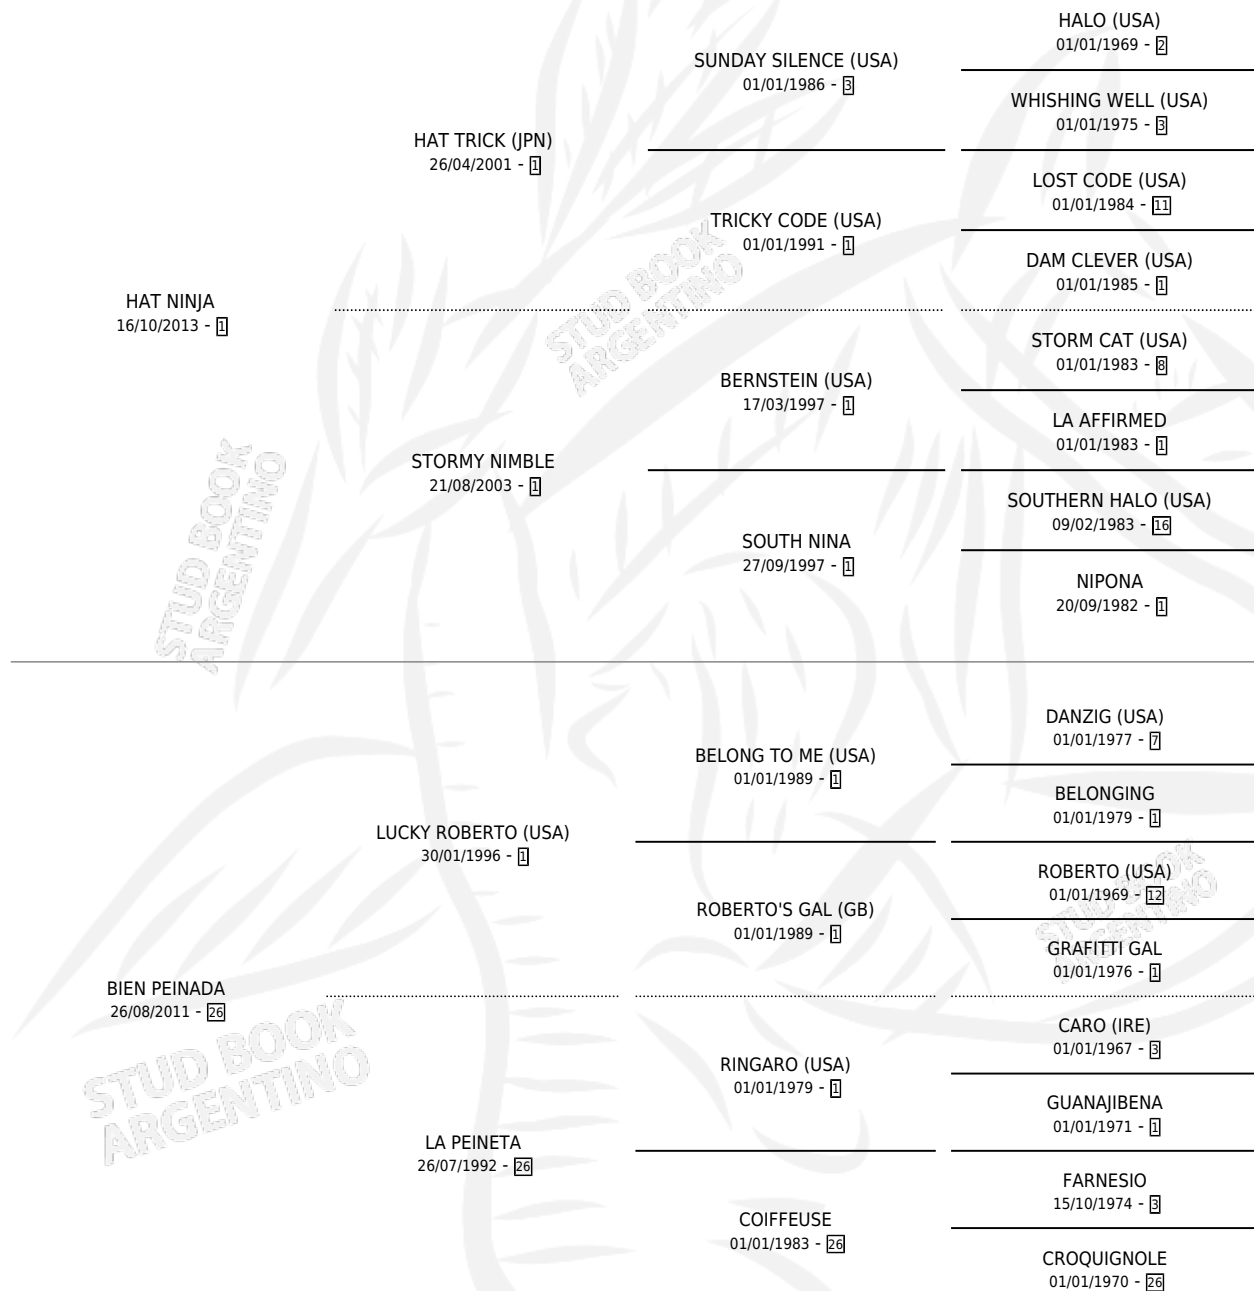 HALO (USA)
01/01/1969 - 2
SUNDAY SILENCE (USA)
01/01/1986 - 3
WHISHING WELL (USA)
01/01/1975 - 3
HAT TRICK (JPN)
26/04/2001 - 1
LOST CODE (USA)
01/01/1984 - 11
TRICKY CODE (USA)
01/01/1991 - 1
DAM CLEVER (USA)
01/01/1985 - 1
HAT NINJA
16/10/2013 - 1
STUD BOOK
ARGENTINO
STORM CAT (USA)
01/01/1983 - 8
BERNSTEIN (USA)
17/03/1997 - 1
LA AFFIRMED
01/01/1983 - 1
STORMY NIMBLE
21/08/2003 - 1
SOUTHERN HALO (USA)
09/02/1983 - 16
SOUTH NINA
27/09/1997 - 1
NIPONA
20/09/1982 - 1
STUD BOOK
ARGENTINO
DANZIG (USA)
01/01/1977 - 7
BELONG TO ME (USA)
01/01/1989 - 1
BELONGING
01/01/1979 - 1
LUCKY ROBERTO (USA)
30/01/1996 - 1
ROBERTO (USA)
01/01/1969 - 12
ROBERTO'S GAL (GB)
01/01/1989 - 1
STUD BOOK
ARGENTINO
GRAFITTI GAL
01/01/1976 - 1
BIEN PEINADA
26/08/2011 - 26
STUD BOOK
ARGENTINO
CARO (IRE)
01/01/1967 - 3
RINGARO (USA)
01/01/1979 - 1
GUANAJIBENA
01/01/1971 - 1
LA PEINETA
26/07/1992 - 26
FARNESIO
15/10/1974 - 3
COIFFEUSE
01/01/1983 - 26
CROQUIGNOLE
01/01/1970 - 26